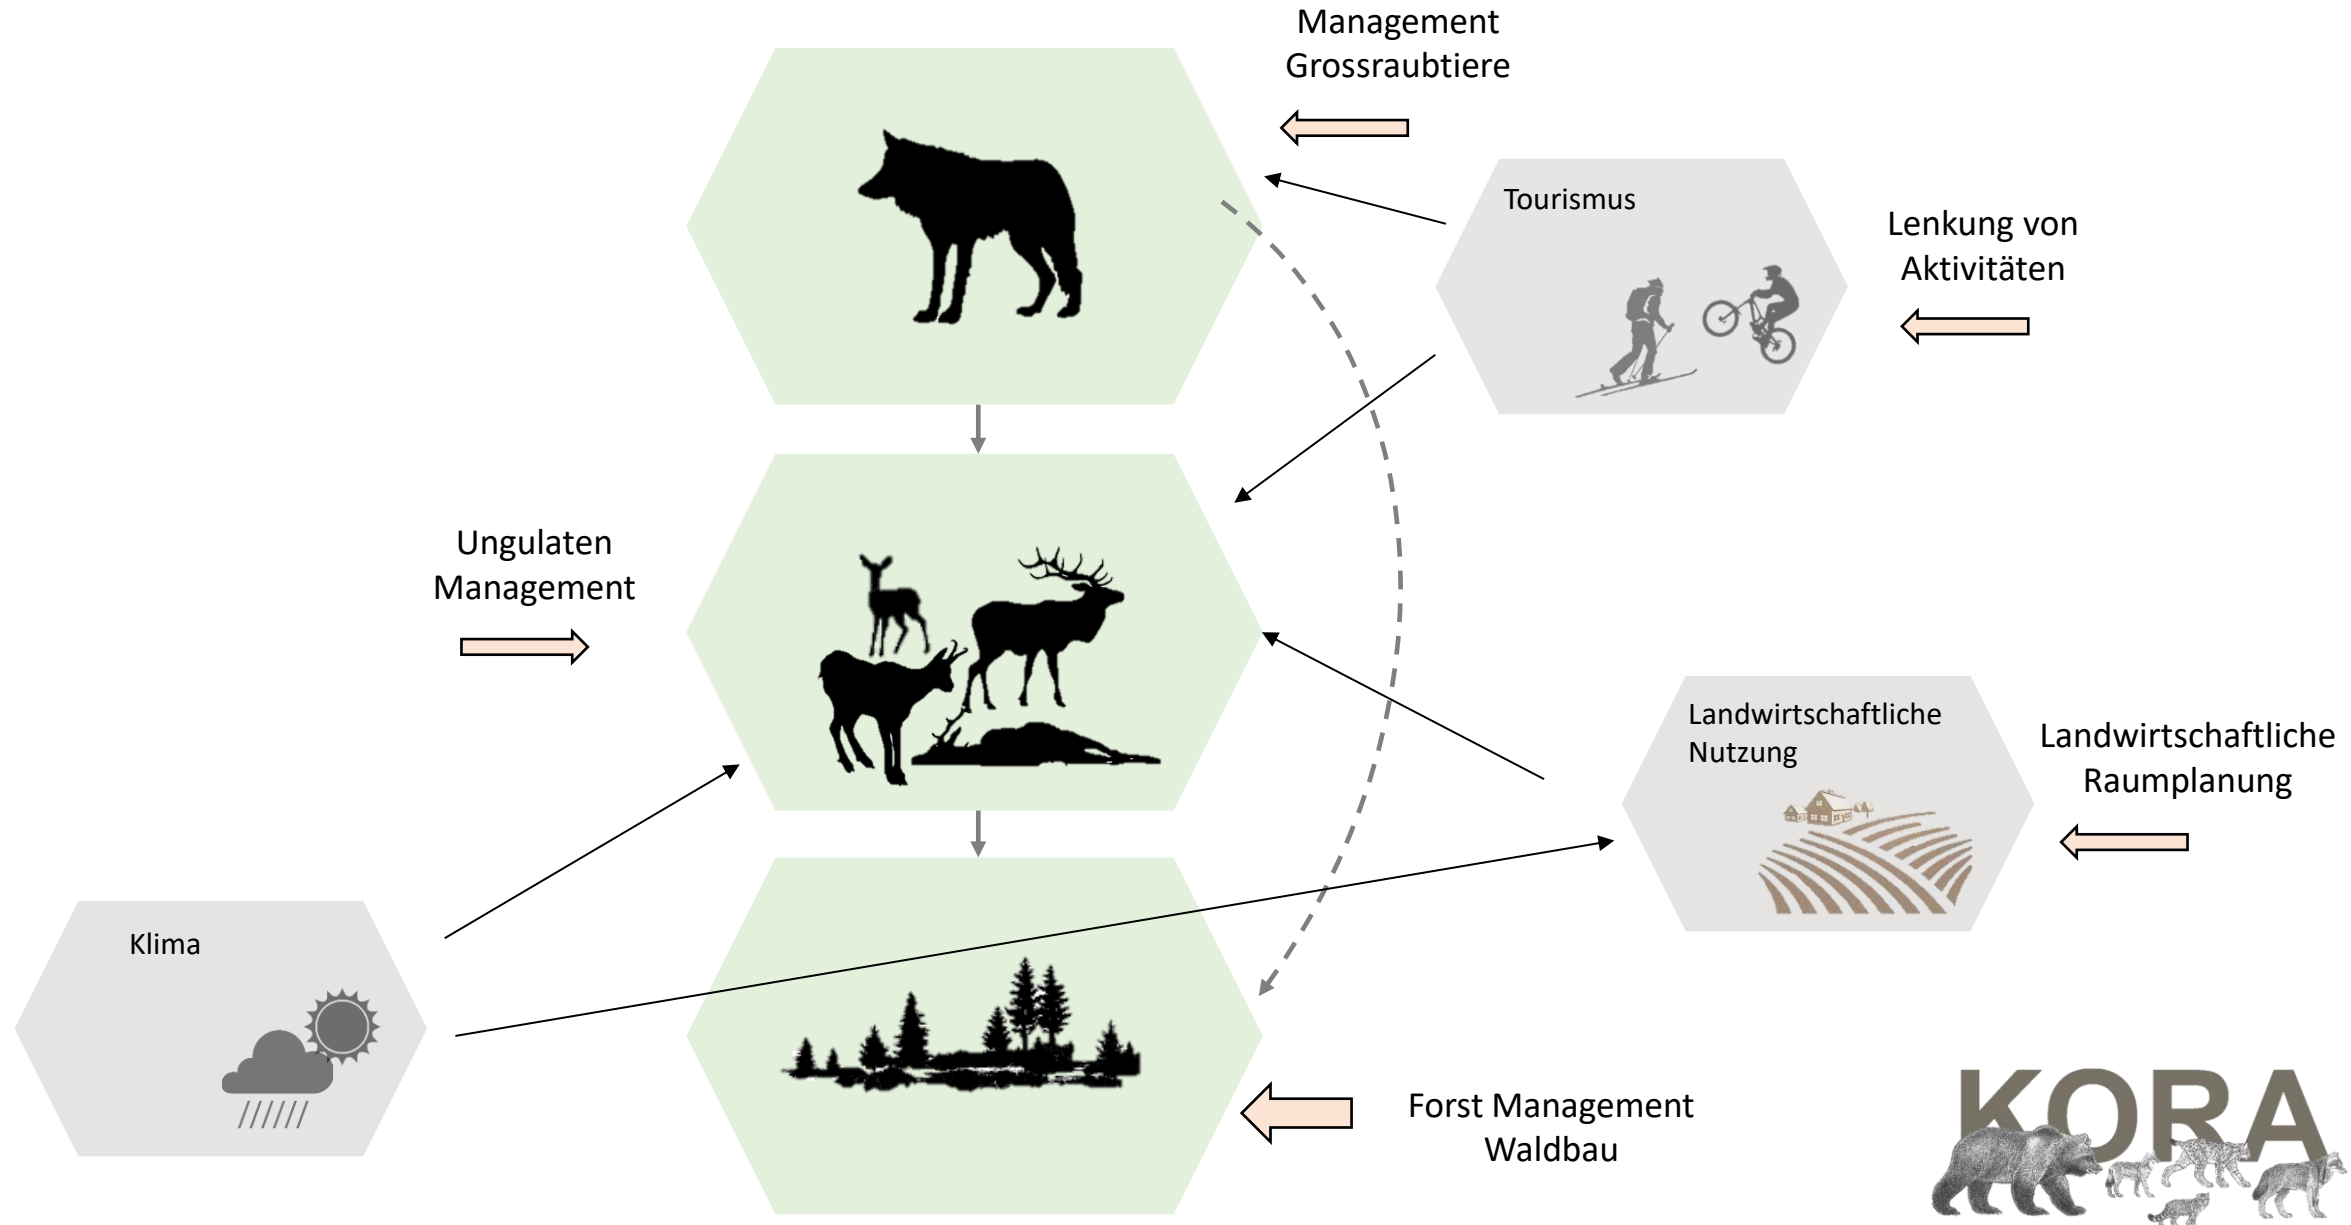 Management
Grossraubtiere
Tourismus
Lenkung von
Aktivitäten
Ungulaten
Management
Landwirtschaftliche
Nutzung
Landwirtschaftliche
Raumplanung
Klima
Forst Management
Waldbau
KORA